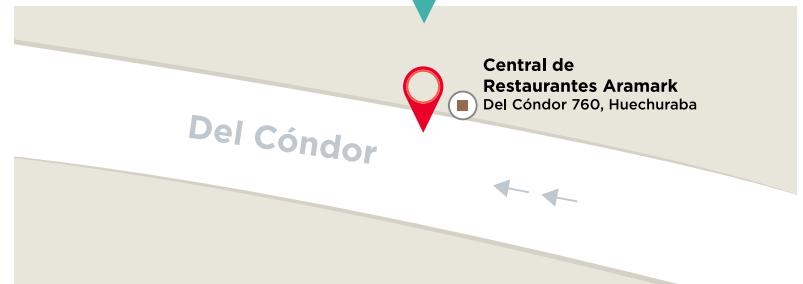 Central de
Restaurantes Aramark
Del Cóndor 760, Huechuraba
Del Cóndor